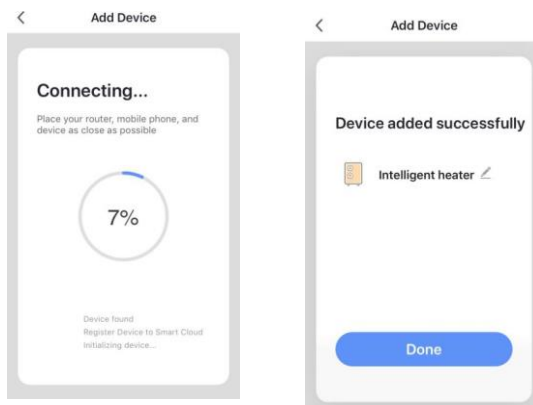 Add Device
Connecting...
Place your router, mobile phone, and
device as close as possible
7%
Device found
Register Device to Smart Cloud
Initializing device...
Add Device
Device added successfully
Intelligent heater
Done